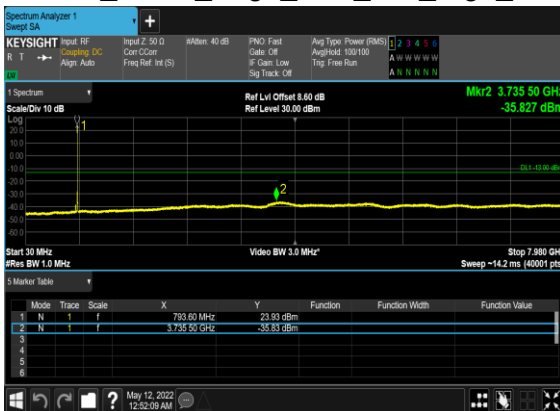 Spectrum Analyzer 1
Swept SA
KEYSIGHT Input: RF Input Z: 50 Ω #Atten: 40 dB PNO: Fast Avg Type: Power (RMS) 1 2 3 4 5 6
R T Coupling: DC Corr CCorr Gate: Off Avg|Hold: 100/100 A W W W W W
Align: Auto Freq Ref: Int (S) IF Gain: Low Trig: Free Run
LV Sig Track: Off A N N N N N
1 Spectrum
Ref Lvl Offset 8.60 dB Mkr2 3.735 50 GHz
Scale/Div 10 dB Ref Level 30.00 dBm -35.827 dBm
Log
20.0
10.0
0.00
-10.0
-20.0
-30.0
-40.0
-50.0
-60.0
1
DL1 -13.00 dBm
2
Start 30 MHz Video BW 3.0 MHz* Stop 7.980 GHz
#Res BW 1.0 MHz Sweep ~14.2 ms (40001 pts)
5 Marker Table
Mode Trace Scale X Y Function Function Width Function Value
1 N 1 f 793.60 MHz 23.93 dBm
2 N 1 f 3.735 50 GHz -35.83 dBm
3
4
5
6
May 12, 2022
12:52:09 AM